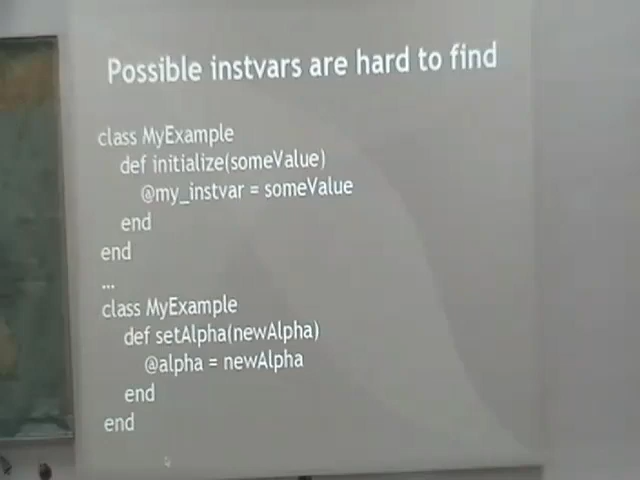 Possible instvars are hard to find
class MyExample
def initialize(someValue)
@my_instvar = someValue
end
end
...
class MyExample
def setAlpha(newAlpha)
@alpha = newAlpha
end
end